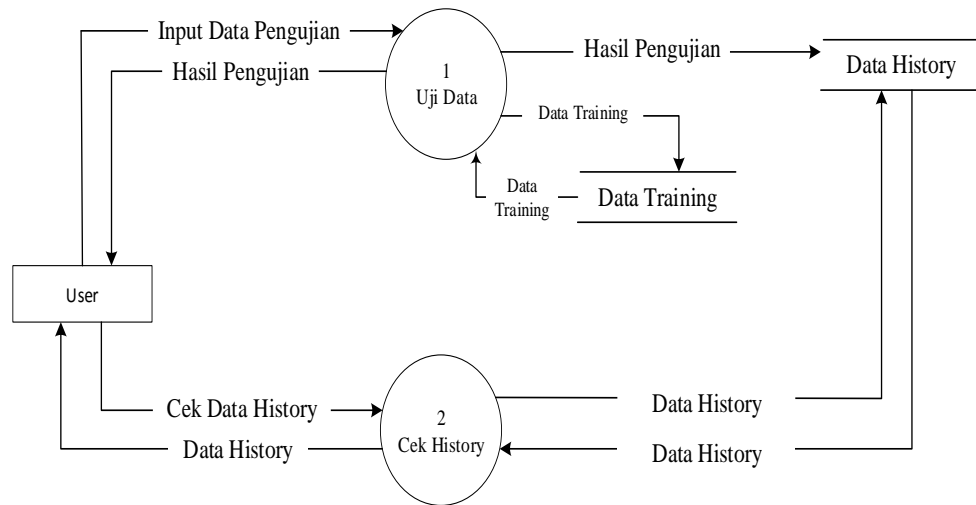 Input Data Pengujian
Hasil Pengujian
1
Uji Data
Hasil Pengujian
Data History
Data Training
Data
Training
Data Training
User
Cek Data History
Data History
2
Cek History
Data History
Data History